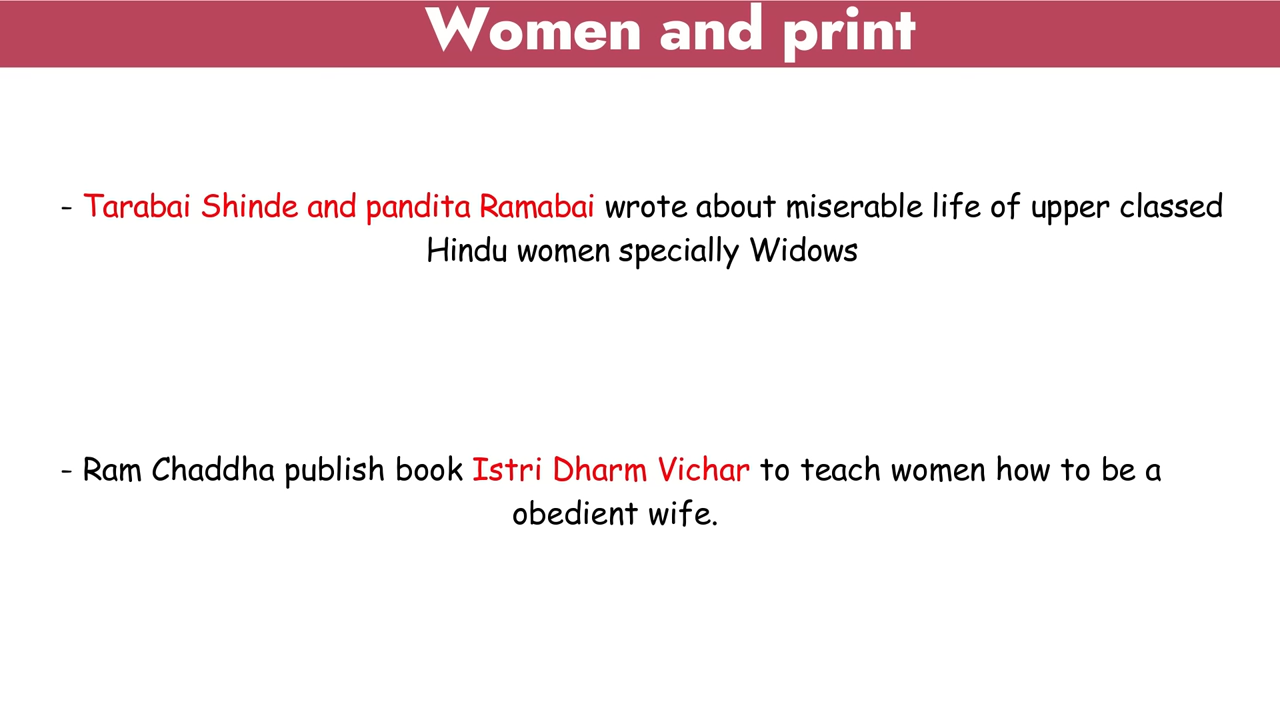 Women and print
- Tarabai Shinde and pandita Ramabai wrote about miserable life of upper classed
Hindu women specially Widows
- Ram Chaddha publish book Istri Dharm Vichar to teach women how to be a
obedient wife.